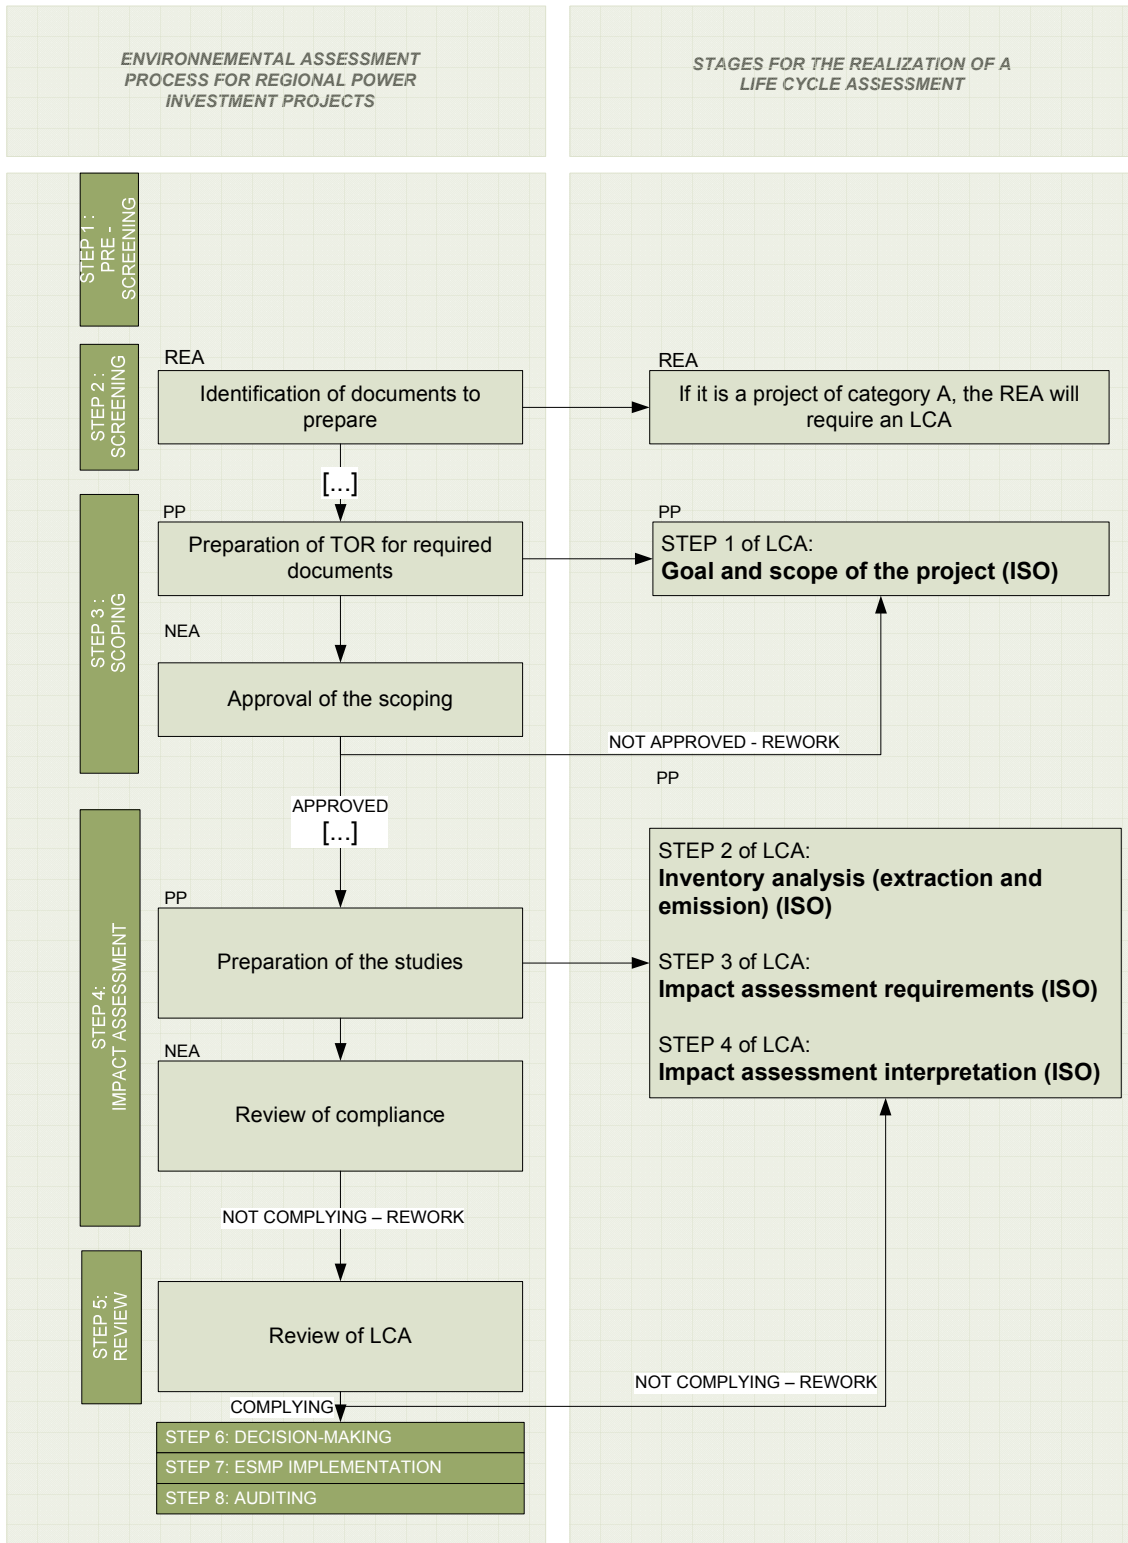 ENVIRONNEMENTAL ASSESSMENT
PROCESS FOR REGIONAL POWER
INVESTMENT PROJECTS
STAGES FOR THE REALIZATION OF A
LIFE CYCLE ASSESSMENT
STEP 1 :
PRE -
SCREENING
STEP 2 :
SCREENING
REA
Identification of documents to
prepare
REA
If it is a project of category A, the REA will
require an LCA
[...]
STEP 3 :
SCOPING
PP
Preparation of TOR for required
documents
PP
STEP 1 of LCA:
Goal and scope of the project (ISO)
NEA
Approval of the scoping
NOT APPROVED - REWORK
PP
APPROVED
[...]
STEP 4:
IMPACT ASSESSMENT
PP
Preparation of the studies
STEP 2 of LCA:
Inventory analysis (extraction and
emission) (ISO)
STEP 3 of LCA:
Impact assessment requirements (ISO)
STEP 4 of LCA:
Impact assessment interpretation (ISO)
NEA
Review of compliance
NOT COMPLYING – REWORK
STEP 5:
REVIEW
Review of LCA
NOT COMPLYING – REWORK
COMPLYING
STEP 6: DECISION-MAKING
STEP 7: ESMP IMPLEMENTATION
STEP 8: AUDITING